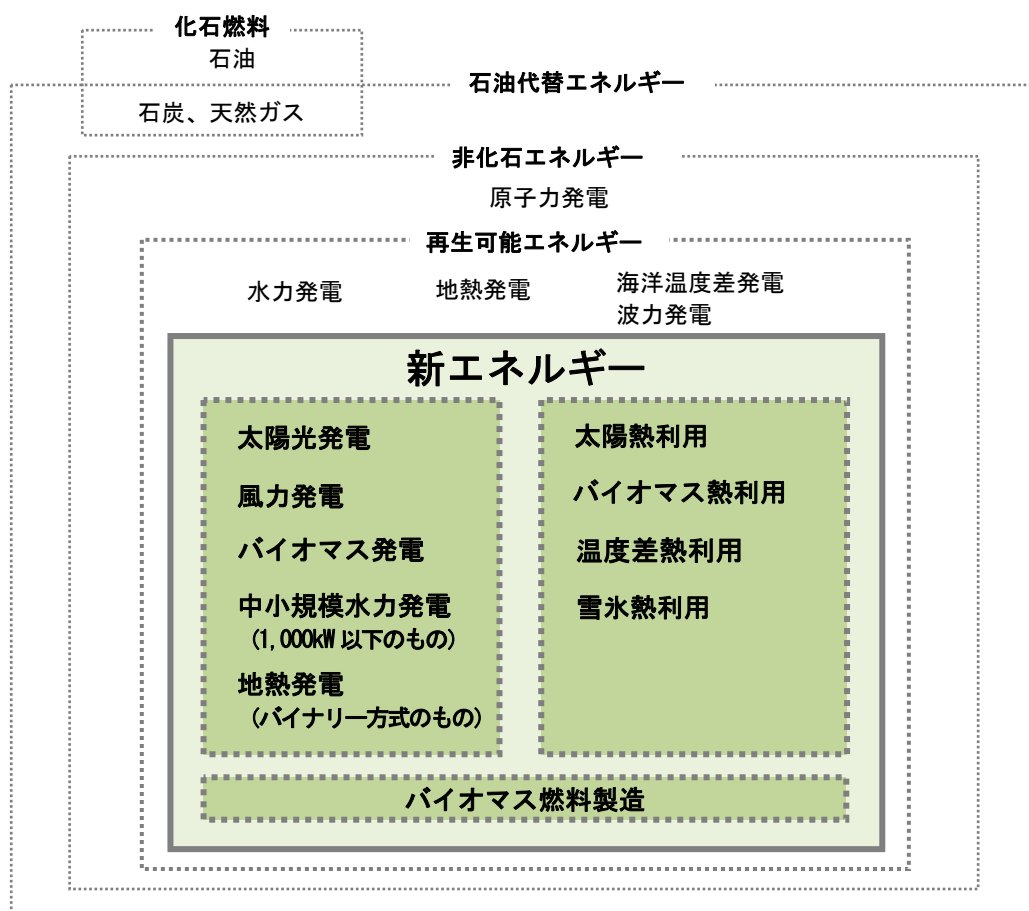 化石燃料
石油
石油代替エネルギー
石炭、天然ガス
非化石エネルギー
原子力発電
再生可能エネルギー
水力発電
地熱発電
海洋温度差発電
波力発電
新エネルギー
太陽光発電
風力発電
バイオマス発電
中小規模水力発電
(1,000kW以下のもの)
地熱発電
(バイナリー方式のもの)
太陽熱利用
バイオマス熱利用
温度差熱利用
雪氷熱利用
バイオマス燃料製造